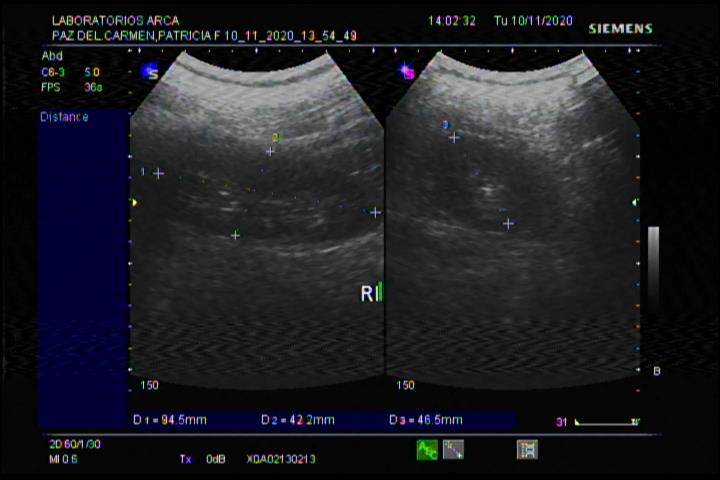 LABORATORIOS ARCA
14:02:32 Tu 10/11/2020
SIEMENS
PAZ DEL CARMEN,PATRICIA F 10_11_2020_13_54_49
Abd
C6-3 5.0
FPS 36
Distance
S S
1 2 3
RI
150 150
B
D1 = 94.5mm D2 = 42.2mm D3 = 46.5mm
31
2D 60/1/30
MI 0.6 Tx 0dB X0A02130213